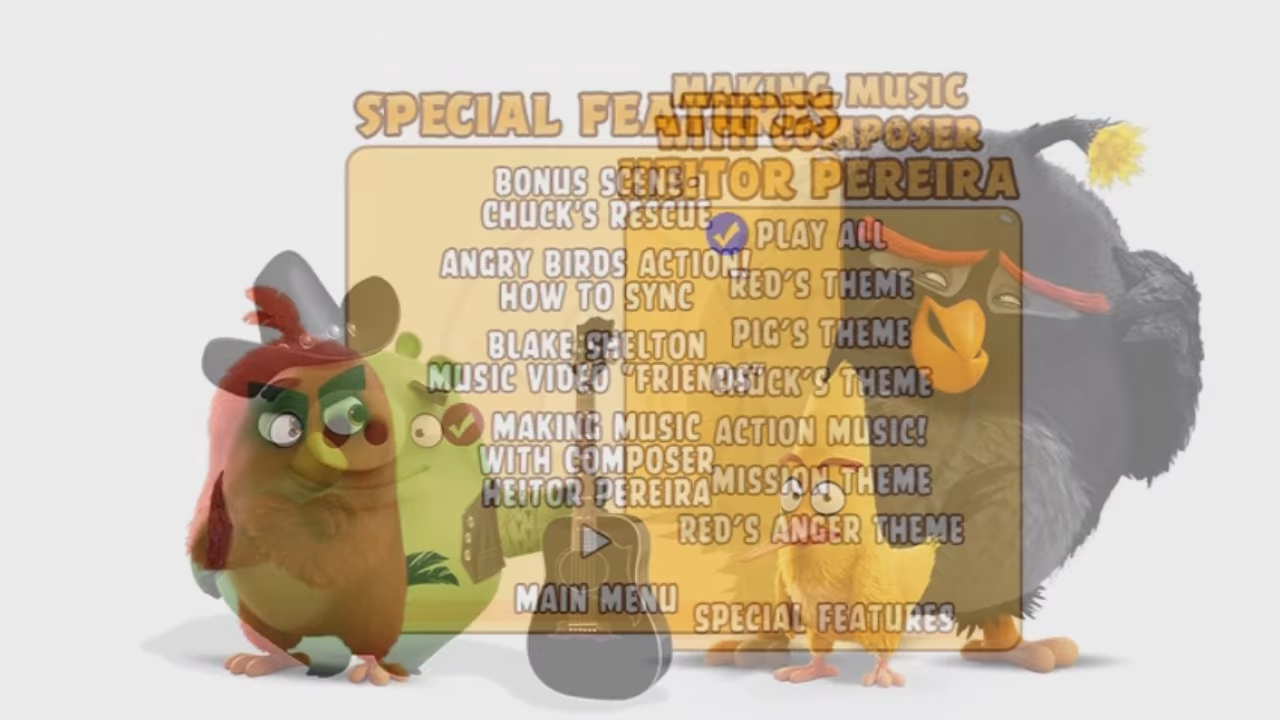 SPECIAL FEATURES
BONUS SCENE -
CHUCK'S RESCUE
ANGRY BIRDS ACTION!
HOW TO SYNC
BLAKE SHELTON
MUSIC VIDEO "FRIENDS"
MAKING MUSIC
WITH COMPOSER
HEITOR PEREIRA
MAIN MENU
MAKING MUSIC
WITH COMPOSER
HEITOR PEREIRA
PLAY ALL
RED'S THEME
PIG'S THEME
CHUCK'S THEME
ACTION MUSIC!
MISSION THEME
RED'S ANGER THEME
SPECIAL FEATURES